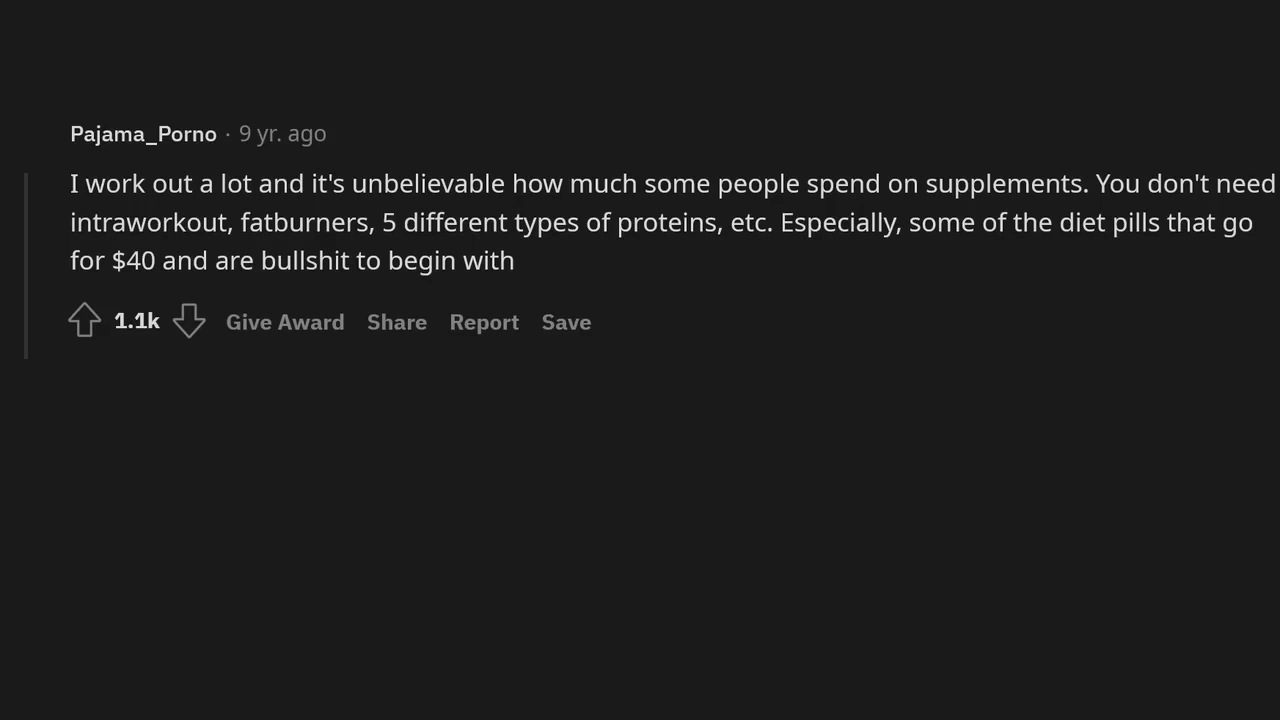 Pajama_Porno · 9 yr. ago
I work out a lot and it's unbelievable how much some people spend on supplements. You don't need
intraworkout, fatburners, 5 different types of proteins, etc. Especially, some of the diet pills that go
for $40 and are bullshit to begin with
1.1k Give Award Share Report Save